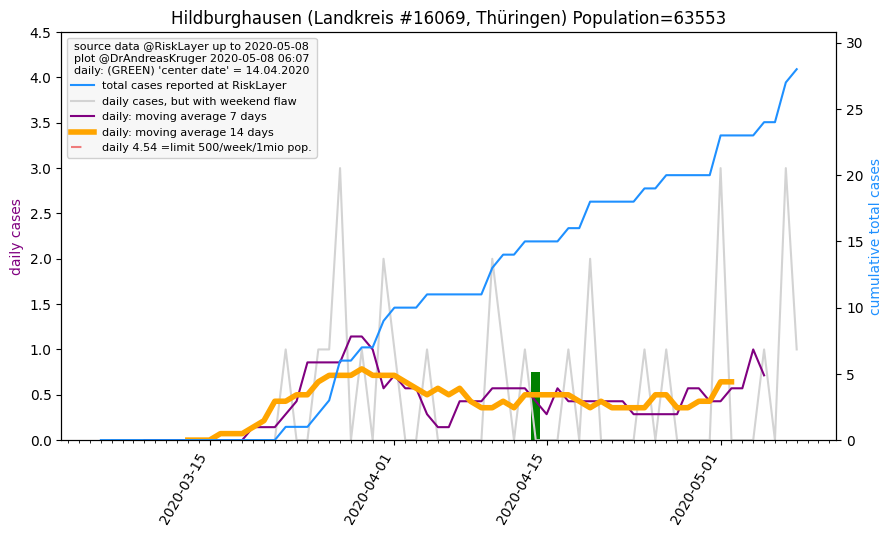 Hildburghausen (Landkreis #16069, Thüringen) Population=63553
source data @RiskLayer up to 2020-05-08
plot @DrAndreasKruger 2020-05-08 06:07
daily: (GREEN) 'center date' = 14.04.2020
total cases reported at RiskLayer
daily cases, but with weekend flaw
daily: moving average 7 days
daily: moving average 14 days
daily 4.54 =limit 500/week/1mio pop.
daily cases
4.5
4.0
3.5
3.0
2.5
2.0
1.5
1.0
0.5
0.0
30
25
20
15
10
5
0
cumulative total cases
2020-03-15
2020-04-01
2020-04-15
2020-05-01